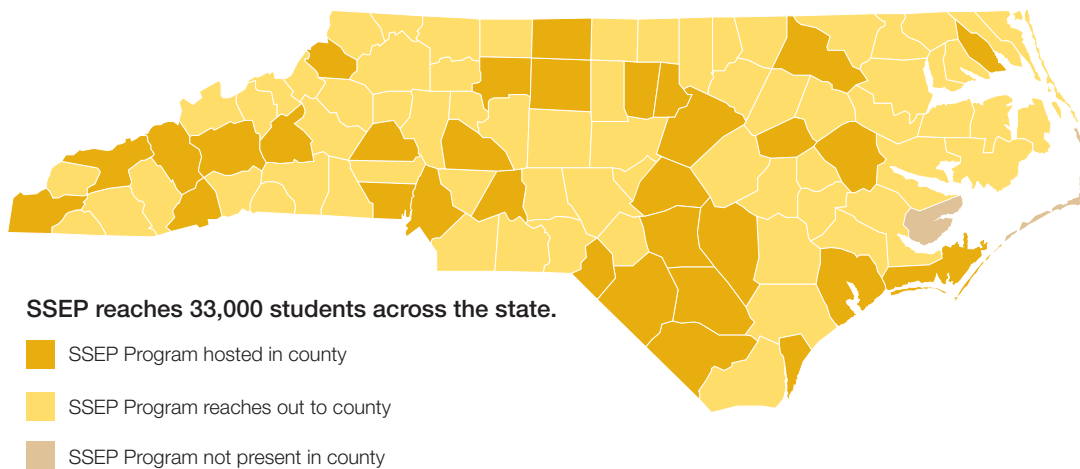 SSEP reaches 33,000 students across the state.
SSEP Program hosted in county
SSEP Program reaches out to county
SSEP Program not present in county